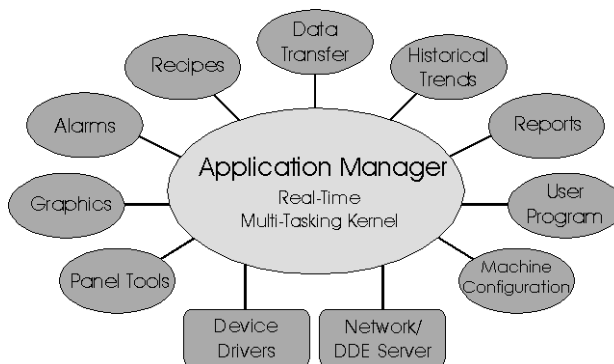 Data
Transfer
Recipes
Historical
Trends
Alarms
Reports
Application Manager
Real-Time
Multi-Tasking Kernel
Graphics
User
Program
Panel Tools
Machine
Configuration
Device
Drivers
Network/
DDE Server